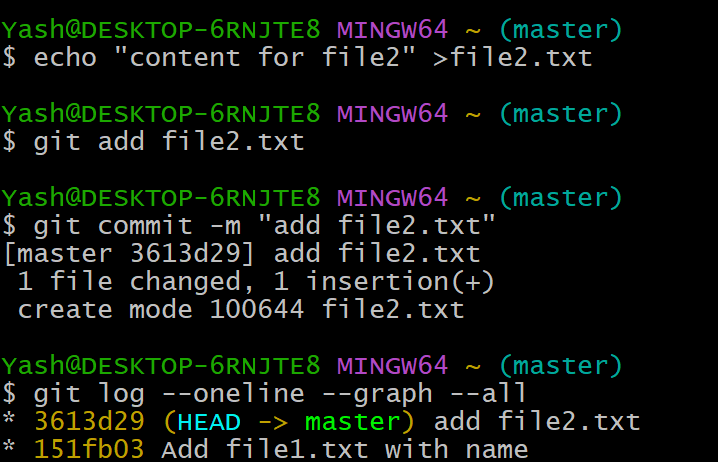 Yash@DESKTOP-6RNJTE8 MINGW64 ~ (master)
$ echo "content for file2" >file2.txt
Yash@DESKTOP-6RNJTE8 MINGW64 ~ (master)
$ git add file2.txt
Yash@DESKTOP-6RNJTE8 MINGW64 ~ (master)
$ git commit -m "add file2.txt"
[master 3613d29] add file2.txt
 1 file changed, 1 insertion(+)
 create mode 100644 file2.txt
Yash@DESKTOP-6RNJTE8 MINGW64 ~ (master)
$ git log --oneline --graph --all
* 3613d29 (HEAD -> master) add file2.txt
* 151fb03 Add file1.txt with name